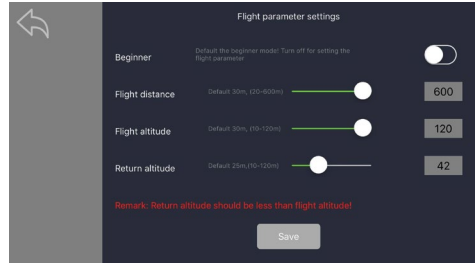 Flight parameter settings
Beginner
Default the beginner mode! Turn off for setting the
flight parameter
Flight distance
Default 30m, (20-600m)
600
Flight altitude
Default 30m, (10-120m)
120
Return altitude
Default 25m,(10-120m)
42
Remark: Return altitude should be less than flight altitude!
Save